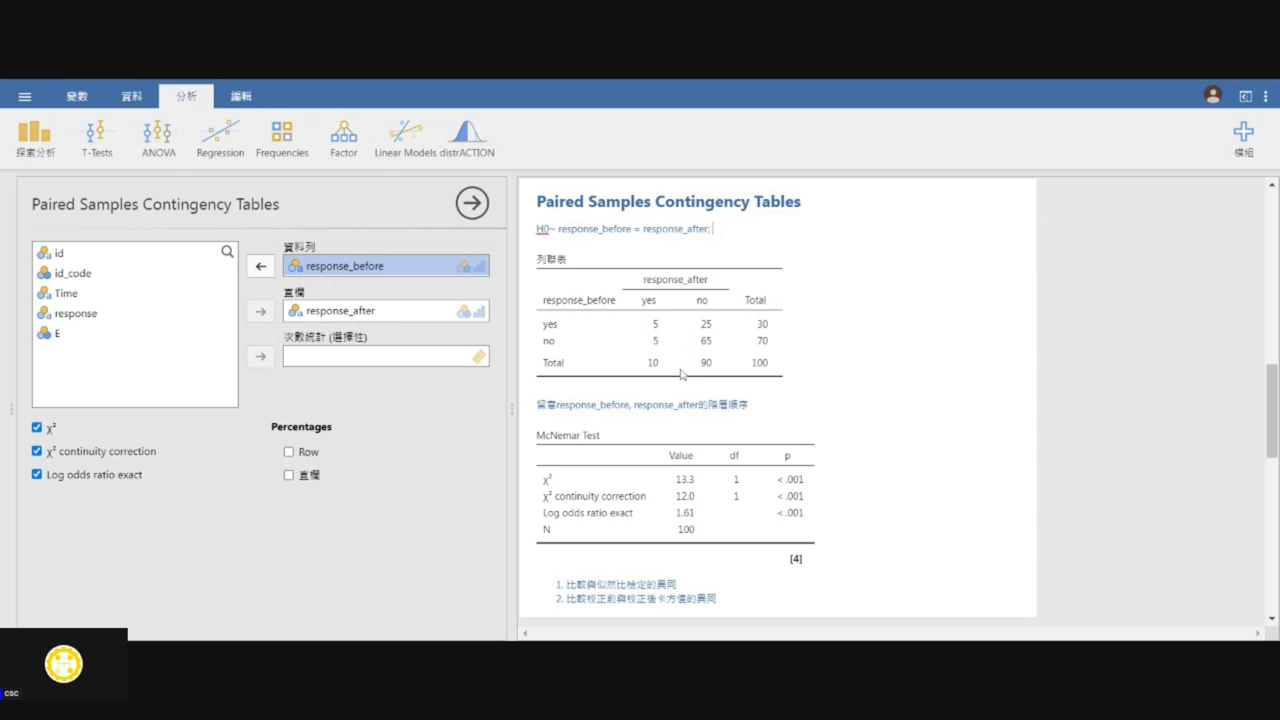 變數 資料 分析 編輯
探索分析 T-Tests ANOVA Regression Frequencies Factor Linear Models distrACTION 模組
Paired Samples Contingency Tables
id
id_code
Time
response
E
資料列
response_before
直欄
response_after
次數統計 (選擇性)
χ²
χ² continuity correction
Log odds ratio exact
Percentages
Row
直欄
Paired Samples Contingency Tables
H0~ response_before = response_after;
列聯表
response_after
response_before yes no Total
yes 5 25 30
no 5 65 70
Total 10 90 100
留意response_before, response_after的階層順序
McNemar Test
Value df p
χ² 13.3 1 < .001
χ² continuity correction 12.0 1 < .001
Log odds ratio exact 1.61 < .001
N 100
[4]
1. 比較與似然比檢定的異同
2. 比較校正前與校正後卡方值的異同
csc